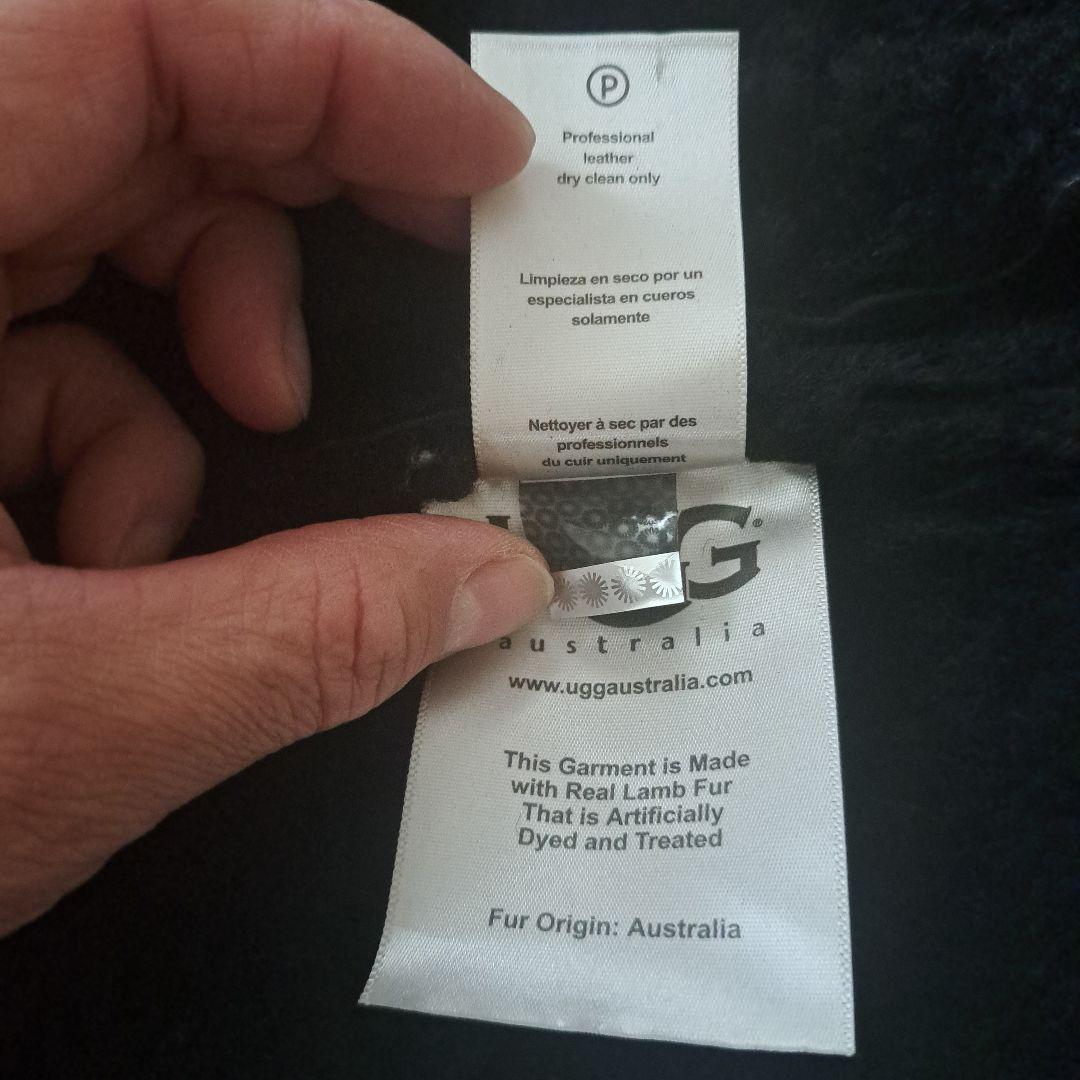 P
Professional
leather
dry clean only
Limpieza en seco por un
especialista en cueros
solamente
Nettoyer à sec par des
professionnels
du cuir uniquement
G®
australia
www.uggaustralia.com
This Garment is Made
with Real Lamb Fur
That is Artificially
Dyed and Treated
Fur Origin: Australia